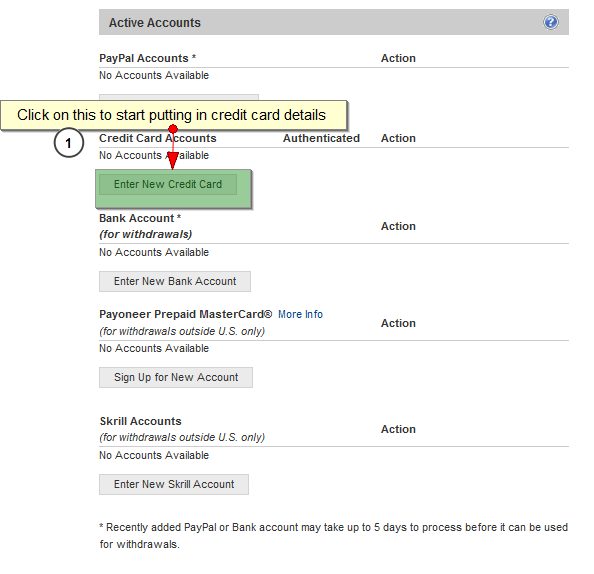 Active Accounts ?
PayPal Accounts * Action
No Accounts Available
Click on this to start putting in credit card details
1
Credit Card Accounts Authenticated Action
No Accounts Available
Enter New Credit Card
Bank Account *
(for withdrawals) Action
No Accounts Available
Enter New Bank Account
Payoneer Prepaid MasterCard® More Info
(for withdrawals outside U.S. only) Action
No Accounts Available
Sign Up for New Account
Skrill Accounts
(for withdrawals outside U.S. only) Action
No Accounts Available
Enter New Skrill Account
* Recently added PayPal or Bank account may take up to 5 days to process before it can be used
for withdrawals.